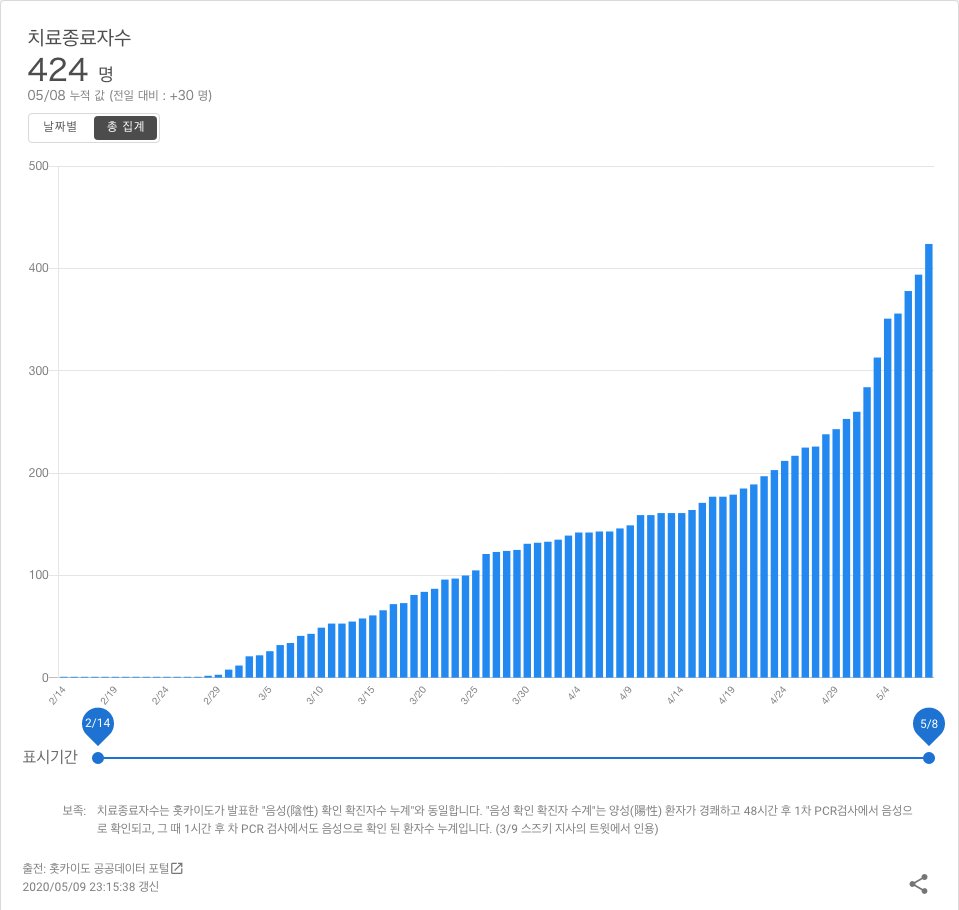 치료종료자수
424 명
05/08 누적 값 (전일 대비 : +30 명)
날짜별 총 집계
500
400
300
200
100
0
2/14 2/19 2/24 2/29 3/5 3/10 3/15 3/20 3/25 3/30 4/4 4/9 4/14 4/19 4/24 4/29 5/4
2/14 5/8
표시기간
보족: 치료종료자수는 홋카이도가 발표한 "음성(陰性) 확인 확진자수 누계"와 동일합니다. "음성 확인 확진자 수계"는 양성(陽性) 환자가 경쾌하고 48시간 후 1차 PCR검사에서 음성으
로 확인되고, 그 때 1시간 후 차 PCR 검사에서도 음성으로 확인 된 환자수 누계입니다. (3/9 스즈키 지사의 트윗에서 인용)
출전: 홋카이도 공공데이터 포털
2020/05/09 23:15:38 갱신